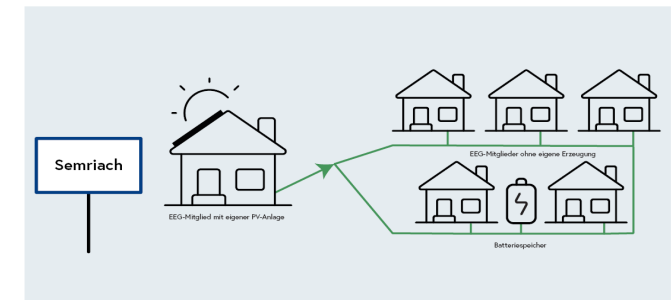 Semriach
EEG-Mitglied mit eigener PV-Anlage
EEG-Mitglieder ohne eigene Erzeugung
Batteriespeicher